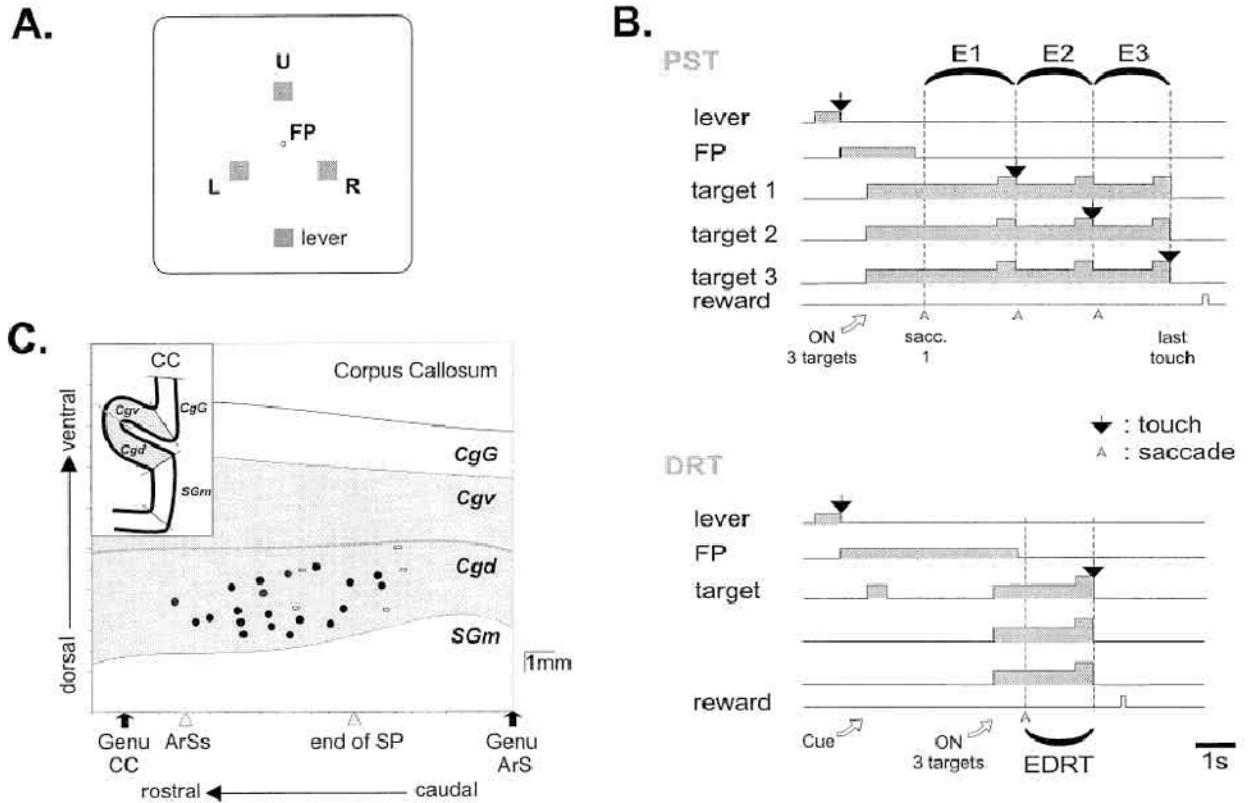 A.
U
FP
L
R
lever
B.
PST
E1 E2 E3
lever
FP
target 1
target 2
target 3
reward
ON
3 targets
sacc.
1
last
touch
: touch
: saccade
DRT
lever
FP
target
reward
Cue
ON
3 targets
EDRT
1s
C.
CC
Cgv
CgG
Cgd
SGm
Corpus Callosum
CgG
Cgv
Cgd
SGm
ventral
dorsal
1mm
Genu
CC
ArSs
end of SP
Genu
ArS
rostral
caudal